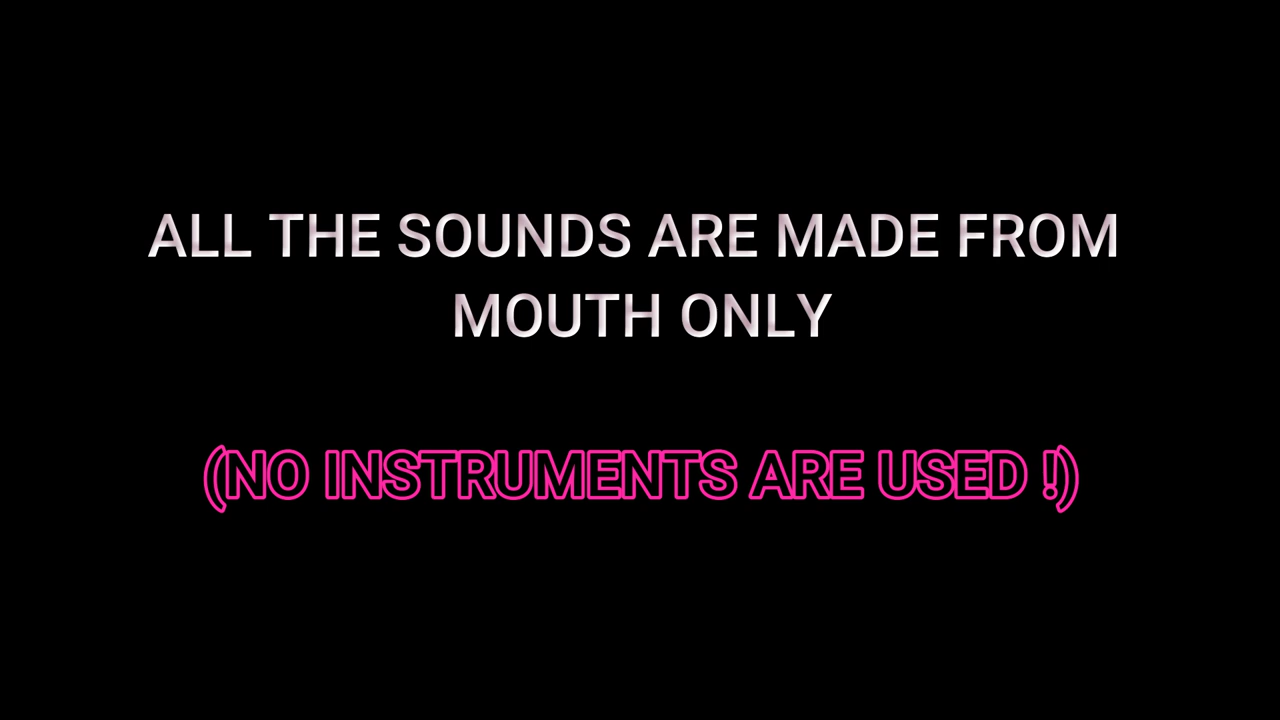 ALL THE SOUNDS ARE MADE FROM
MOUTH ONLY
(NO INSTRUMENTS ARE USED !)